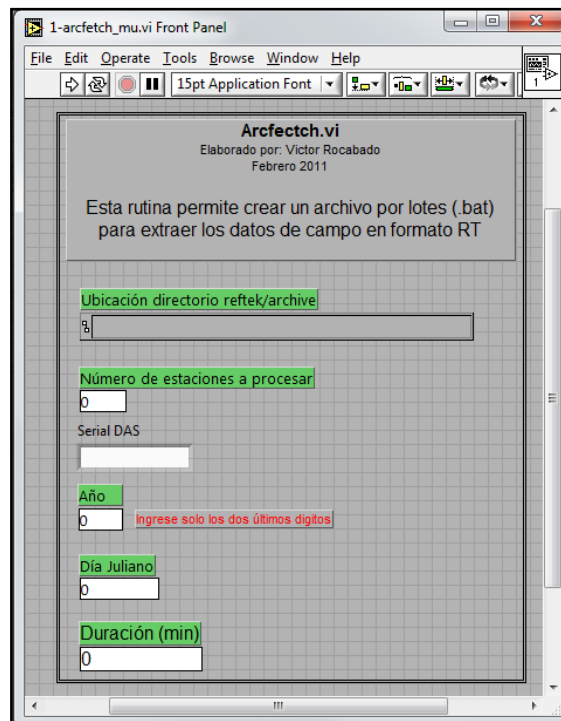 1-arcfetch_mu.vi Front Panel
File Edit Operate Tools Browse Window Help
15pt Application Font
1
Arcfectch.vi
Elaborado por: Victor Rocabado
Febrero 2011
Esta rutina permite crear un archivo por lotes (.bat)
para extraer los datos de campo en formato RT
Ubicación directorio reftek/archive
Número de estaciones a procesar
0
Serial DAS
Año
0 Ingrese solo los dos últimos digitos
Día Juliano
0
Duración (min)
0